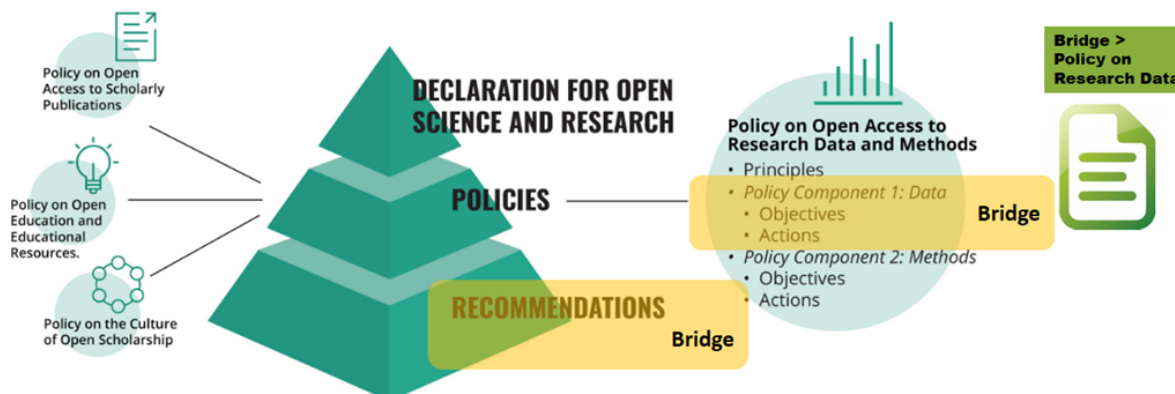 Policy on Open
Access to Scholarly
Publications
Policy on Open
Education and
Educational
Resources.
Policy on the Culture
of Open Scholarship
DECLARATION FOR OPEN
SCIENCE AND RESEARCH
POLICIES
RECOMMENDATIONS
Bridge
Policy on Open Access to
Research Data and Methods
• Principles
• Policy Component 1: Data
• Objectives
• Actions
Bridge
• Policy Component 2: Methods
• Objectives
• Actions
Bridge >
Policy on
Research Data